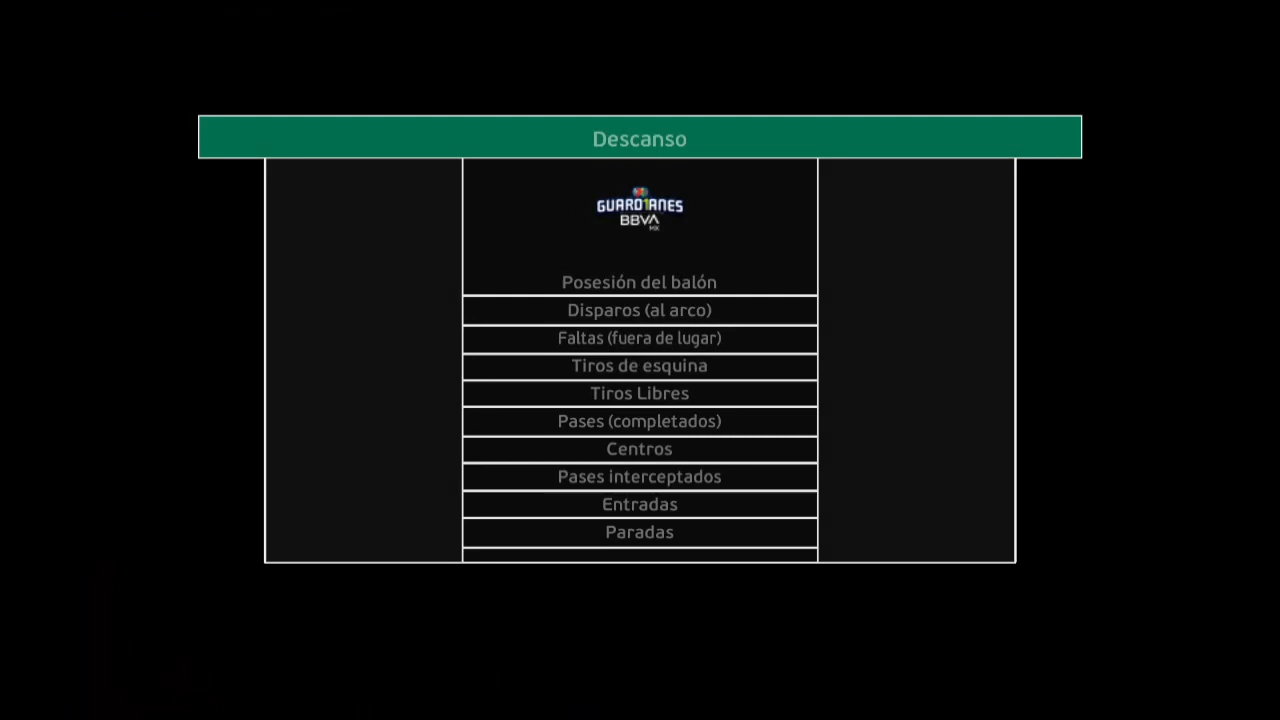 Descanso
GUARD1ANES
BBVA
MX
Posesión del balón
Disparos (al arco)
Faltas (fuera de lugar)
Tiros de esquina
Tiros Libres
Pases (completados)
Centros
Pases interceptados
Entradas
Paradas